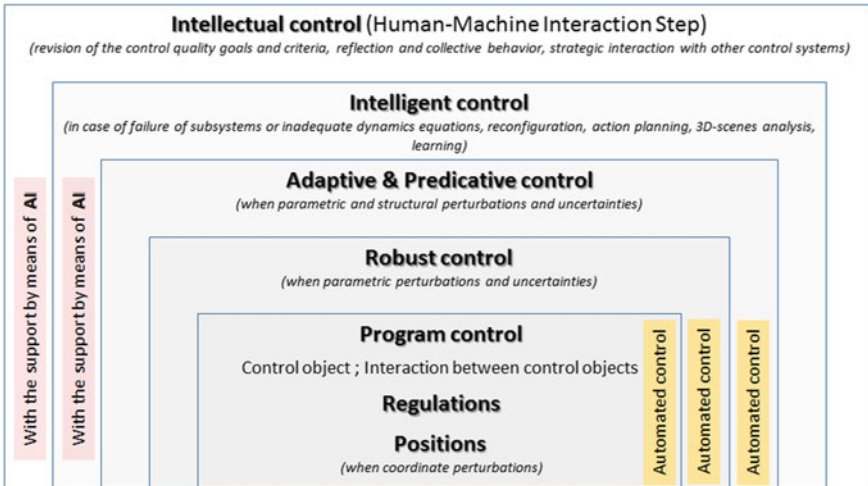 Intellectual control (Human-Machine Interaction Step)
(revision of the control quality goals and criteria, reflection and collective behavior, strategic interaction with other control systems)
Intelligent control
(in case of failure of subsystems or inadequate dynamics equations, reconfiguration, action planning, 3D-scenes analysis,
learning)
Adaptive & Predicative control
(when parametric and structural perturbations and uncertainties)
Robust control
(when parametric perturbations and uncertainties)
Program control
Control object ; Interaction between control objects
Regulations
Positions
(when coordinate perturbations)
With the support by means of AI
With the support by means of AI
Automated control
Automated control
Automated control